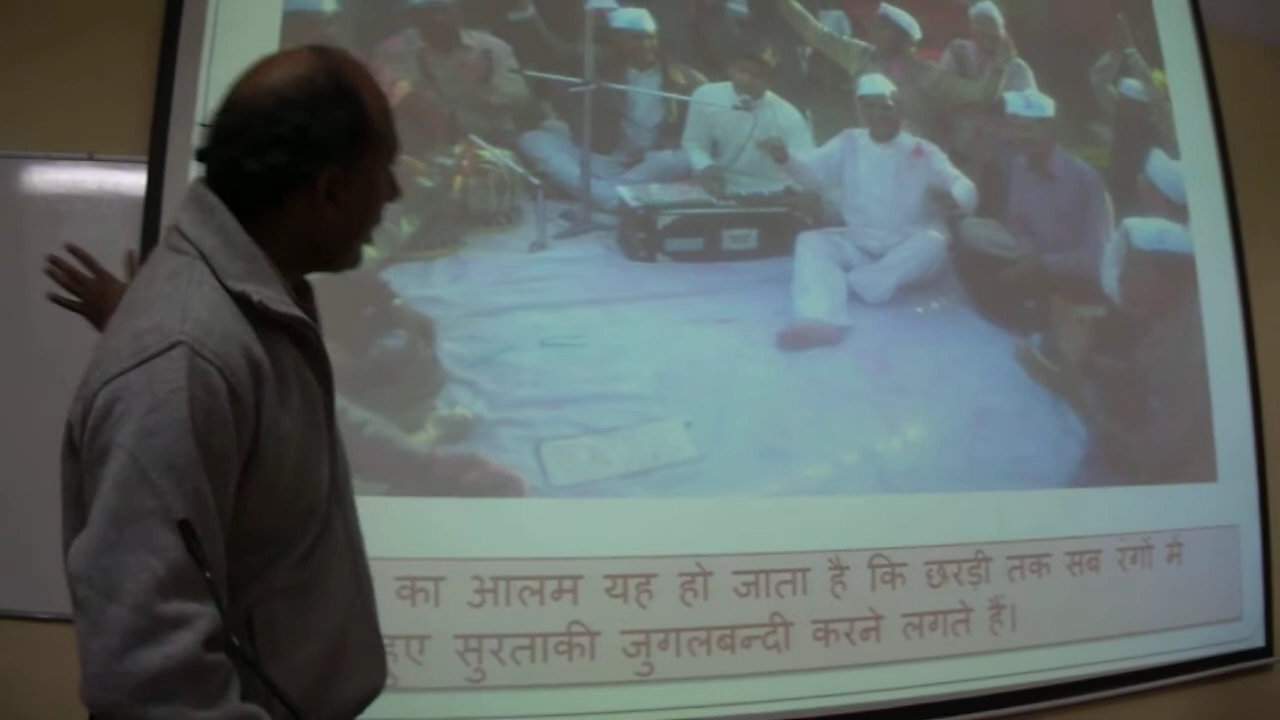 का आलम यह हो जाता है कि छरड़ी तक सब रंगों में
हुए सुरताकी जुगलबन्दी करने लगते हैं।